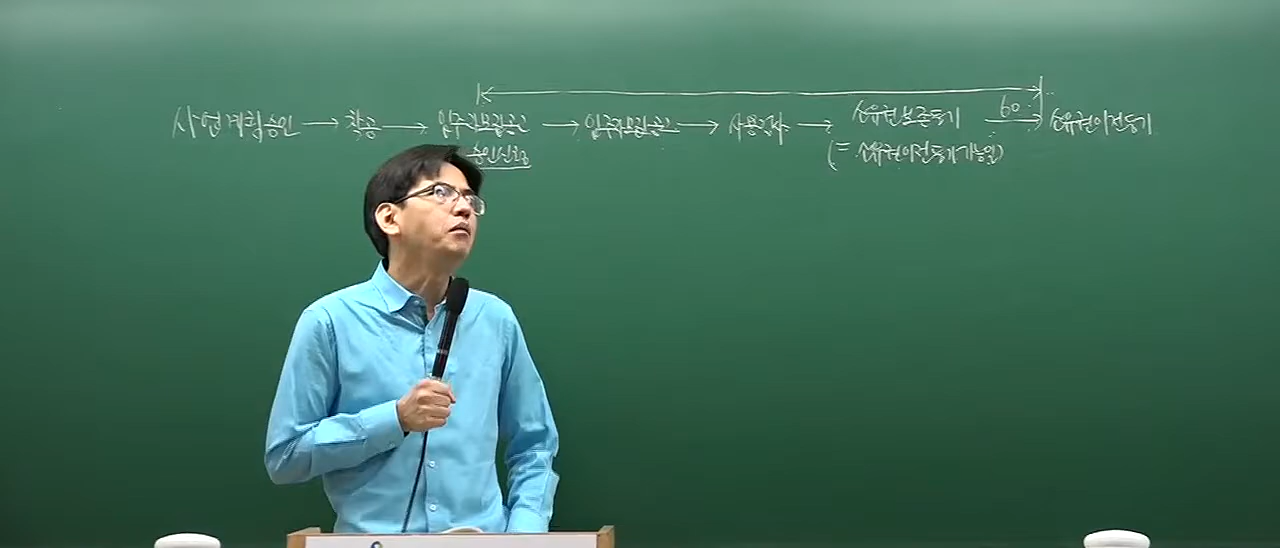 사업계획승인 → 착공 → 입주자모집공고 → 입주자모집공고 → 사용검사 → 소유권보존등기 60 → 소유권이전등기
승인신청 (= 소유권이전등기가능일)